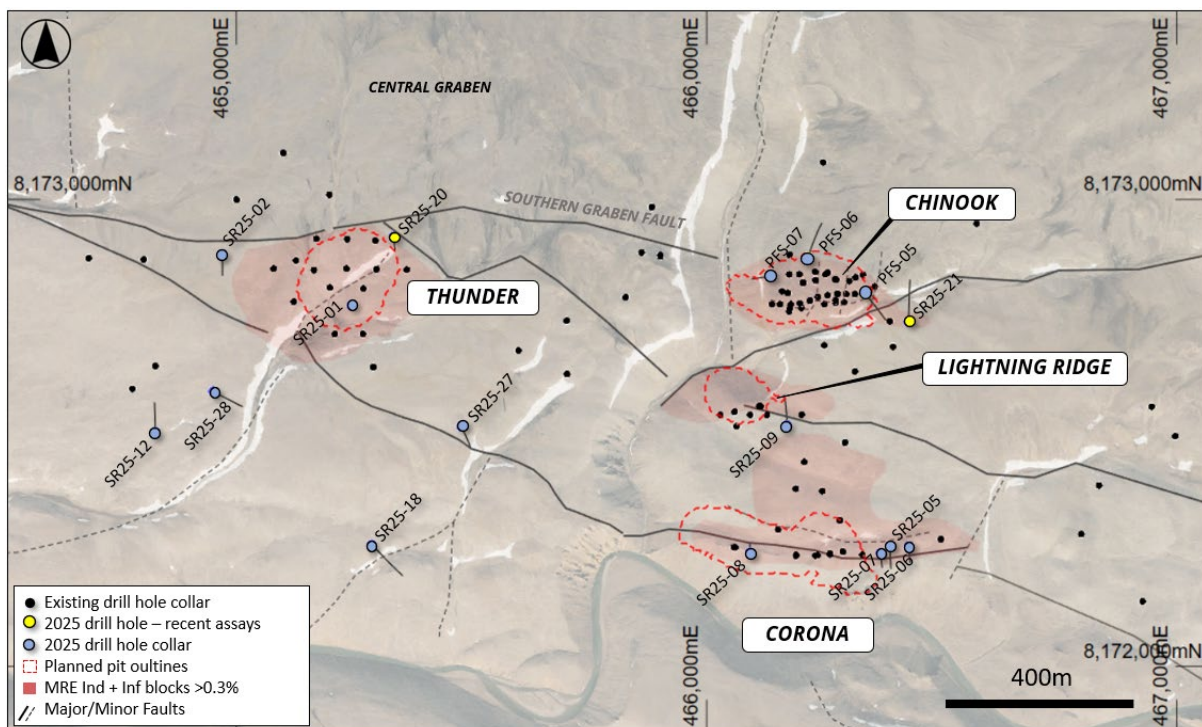 465,000mE
466,000mE
467,000mE
CENTRAL GRABEN
8,173,000mN
8,173,000mN
SOUTHERN GRABEN FAULT
SR25-02
SR25-20
CHINOOK
PFS-07
PFS-06
PFS-05
SR25-21
THUNDER
SR25-01
LIGHTNING RIDGE
SR25-28
SR25-12
SR25-27
SR25-09
SR25-18
SR25-08
SR25-07
SR25-05
SR25-06
CORONA
466,000mE
8,172,000mN
467,000mE
400m
Existing drill hole collar
2025 drill hole – recent assays
2025 drill hole collar
Planned pit oultines
MRE Ind + Inf blocks >0.3%
Major/Minor Faults